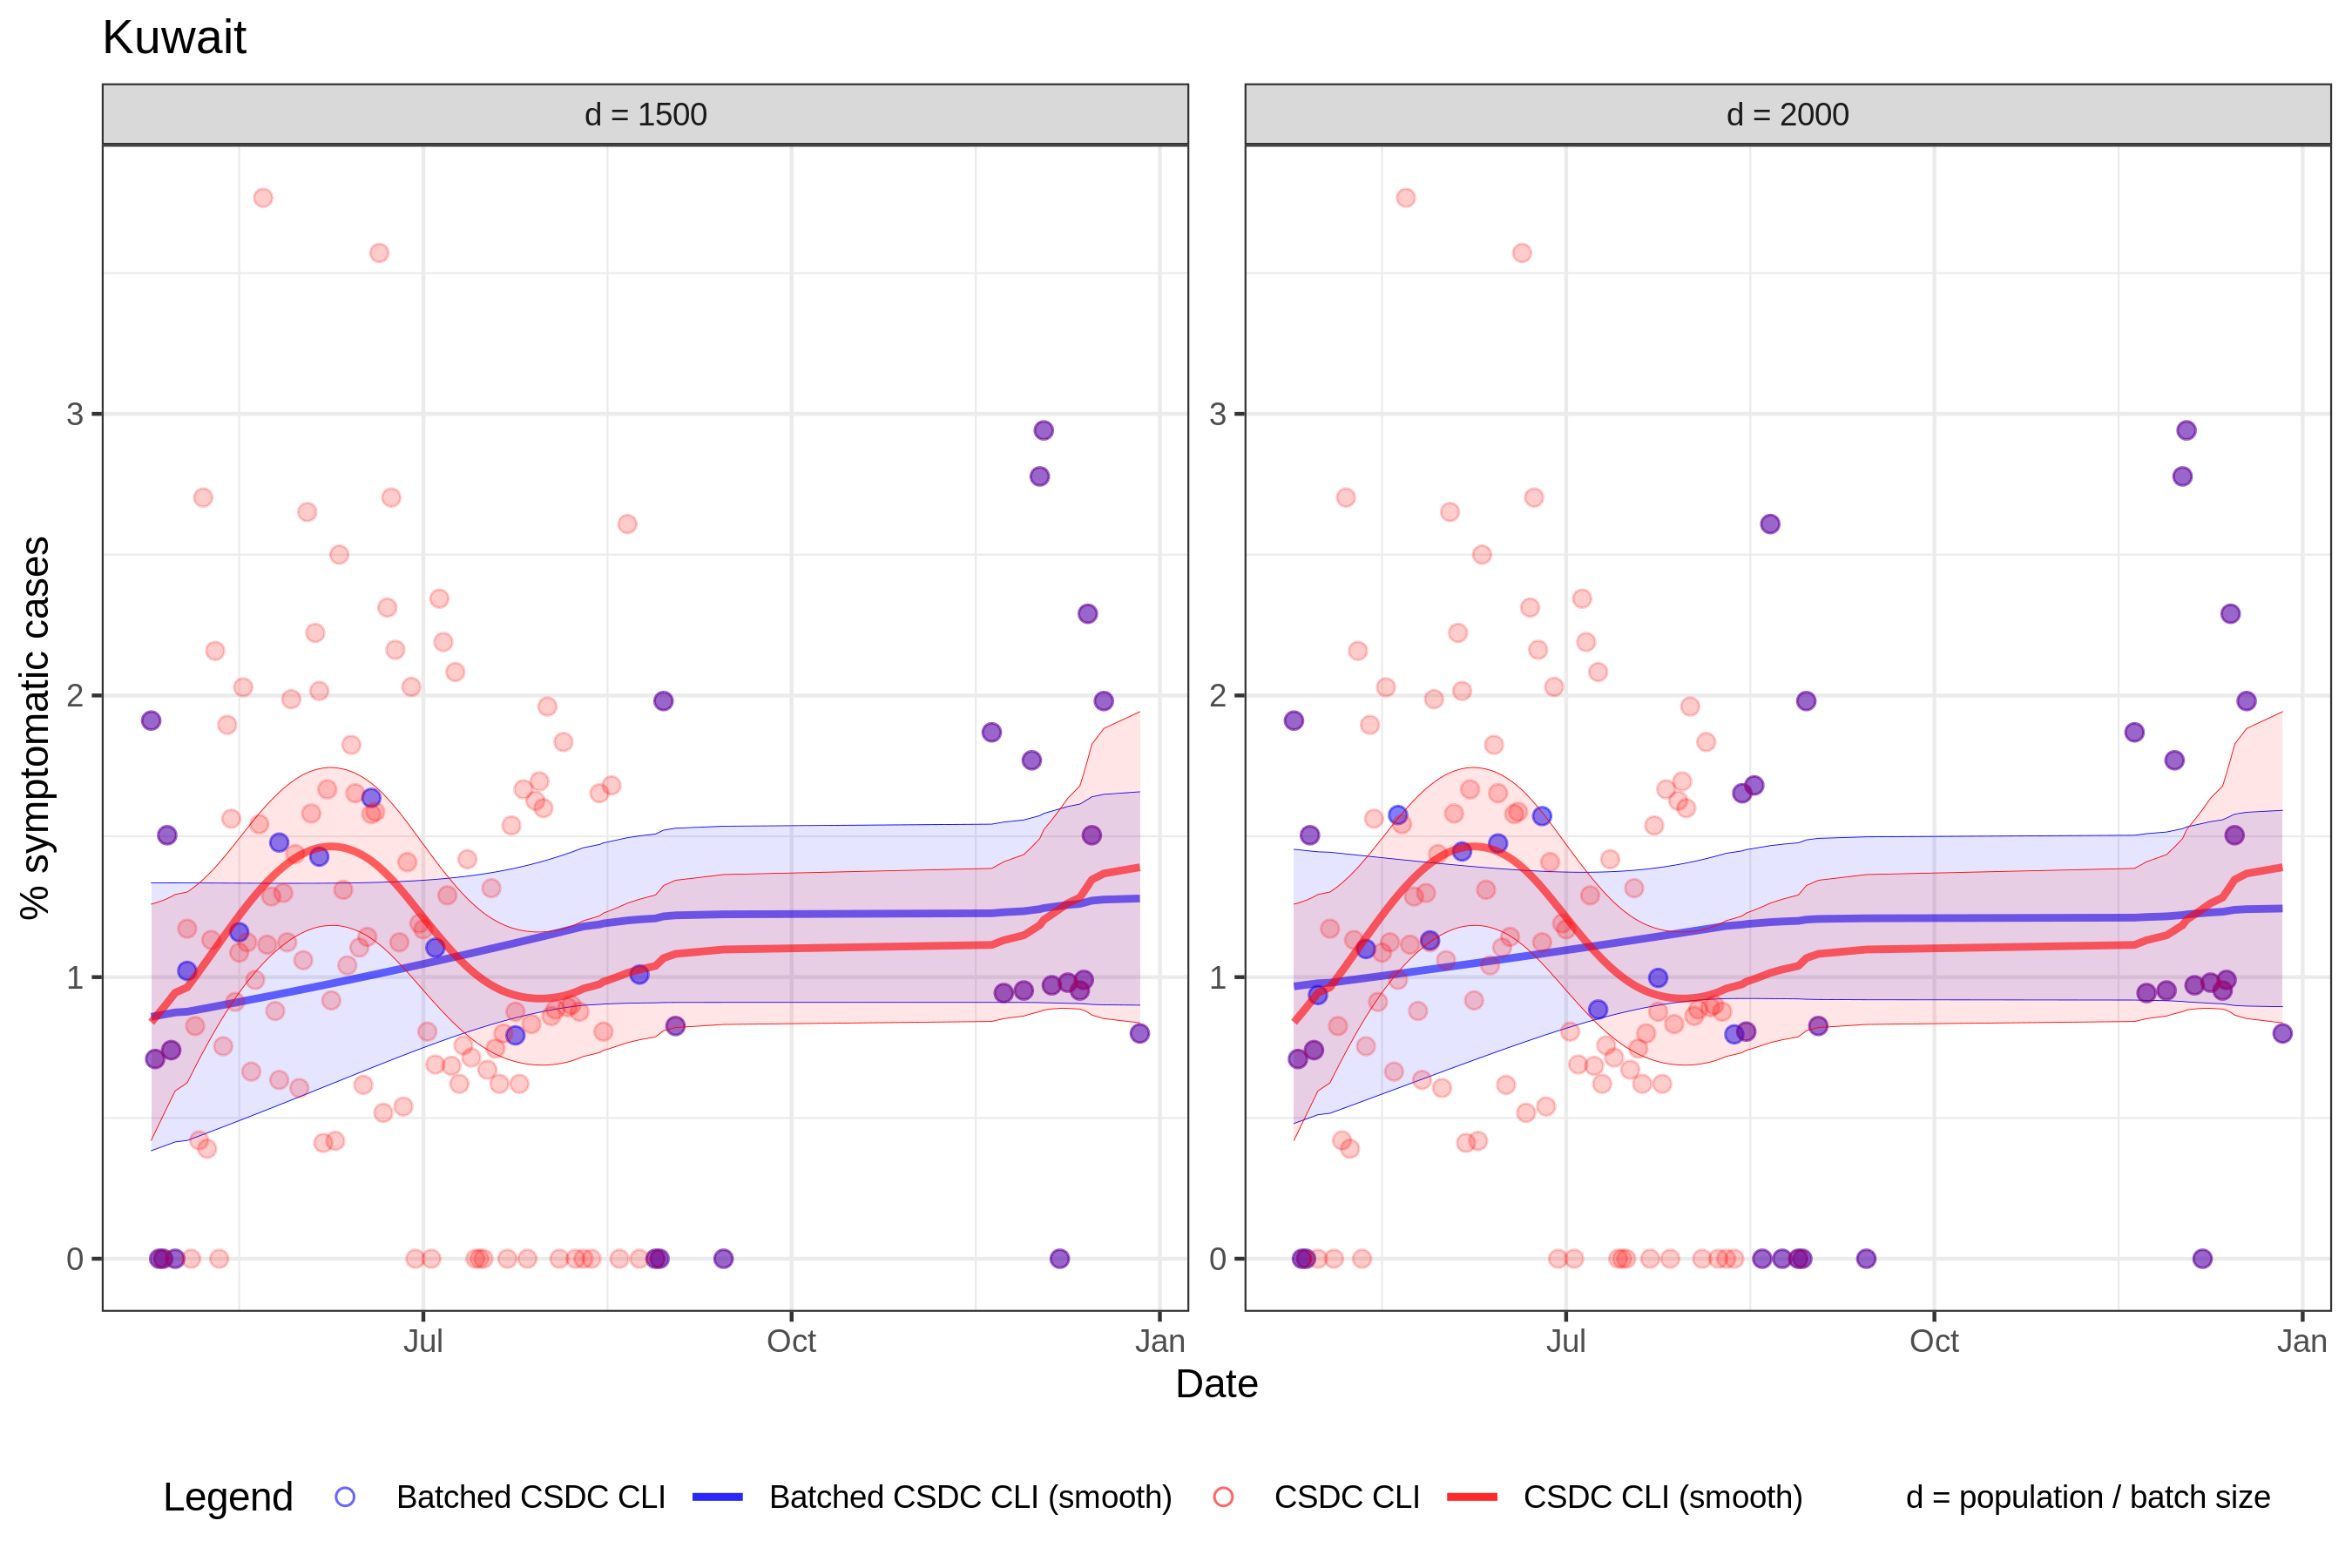 Kuwait
d = 1500
d = 2000
% symptomatic cases
3
2
1
0
3
2
1
0
Jul
Oct
Jan
Jul
Oct
Jan
Date
Legend
Batched CSDC CLI
Batched CSDC CLI (smooth)
CSDC CLI
CSDC CLI (smooth)
d = population / batch size